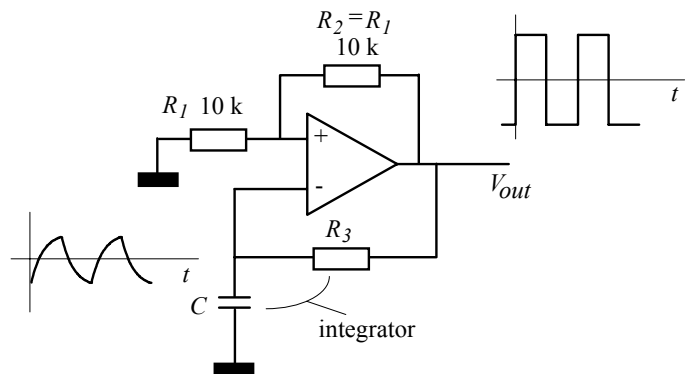 R2 = R1
10 k
R1 10 k
t
+
-
Vout
R3
t
C
integrator